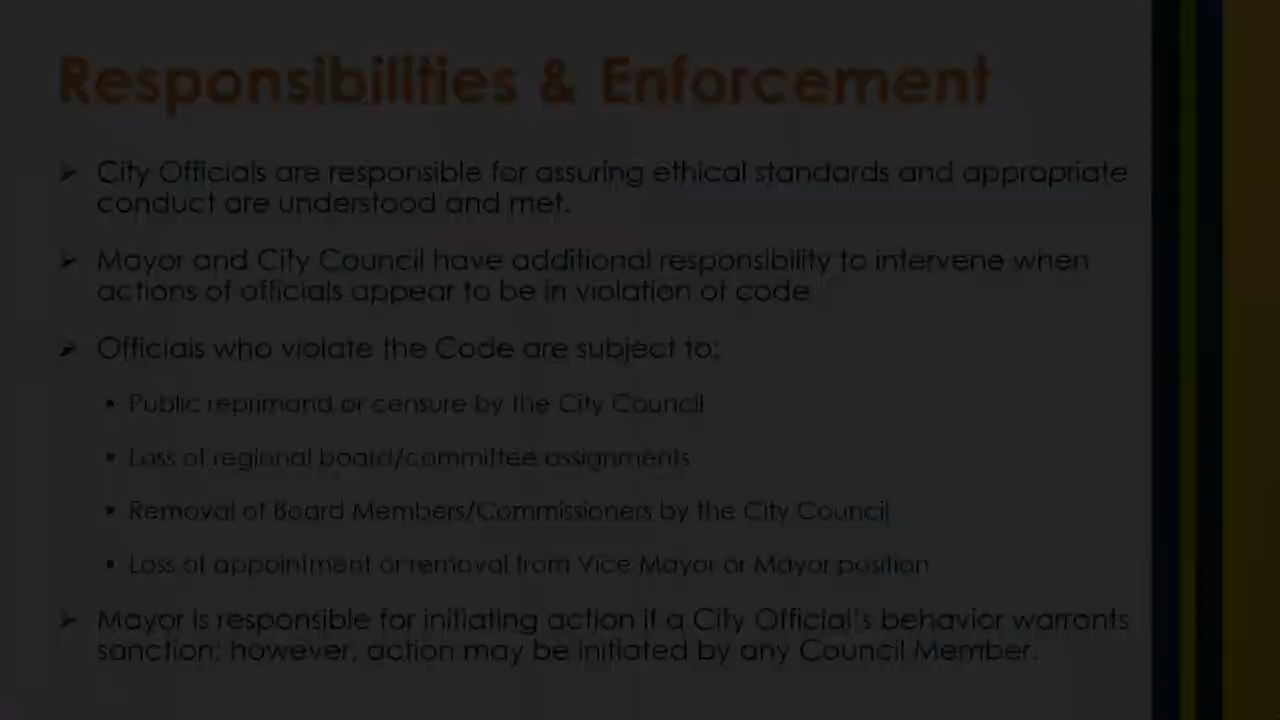 Responsibilities & Enforcement
➢ City Officials are responsible for assuring ethical standards and appropriate
conduct are understood and met.
➢ Mayor and City Council have additional responsibility to intervene when
actions of officials appear to be in violation of code
➢ Officials who violate the Code are subject to:
▪ Public reprimand or censure by the City Council
▪ Loss of regional board/committee assignments
▪ Removal of Board Members/Commissioners by the City Council
▪ Loss of appointment or removal from Vice Mayor or Mayor position
➢ Mayor is responsible for initiating action if a City Official's behavior warrants
sanction; however, action may be initiated by any Council Member.